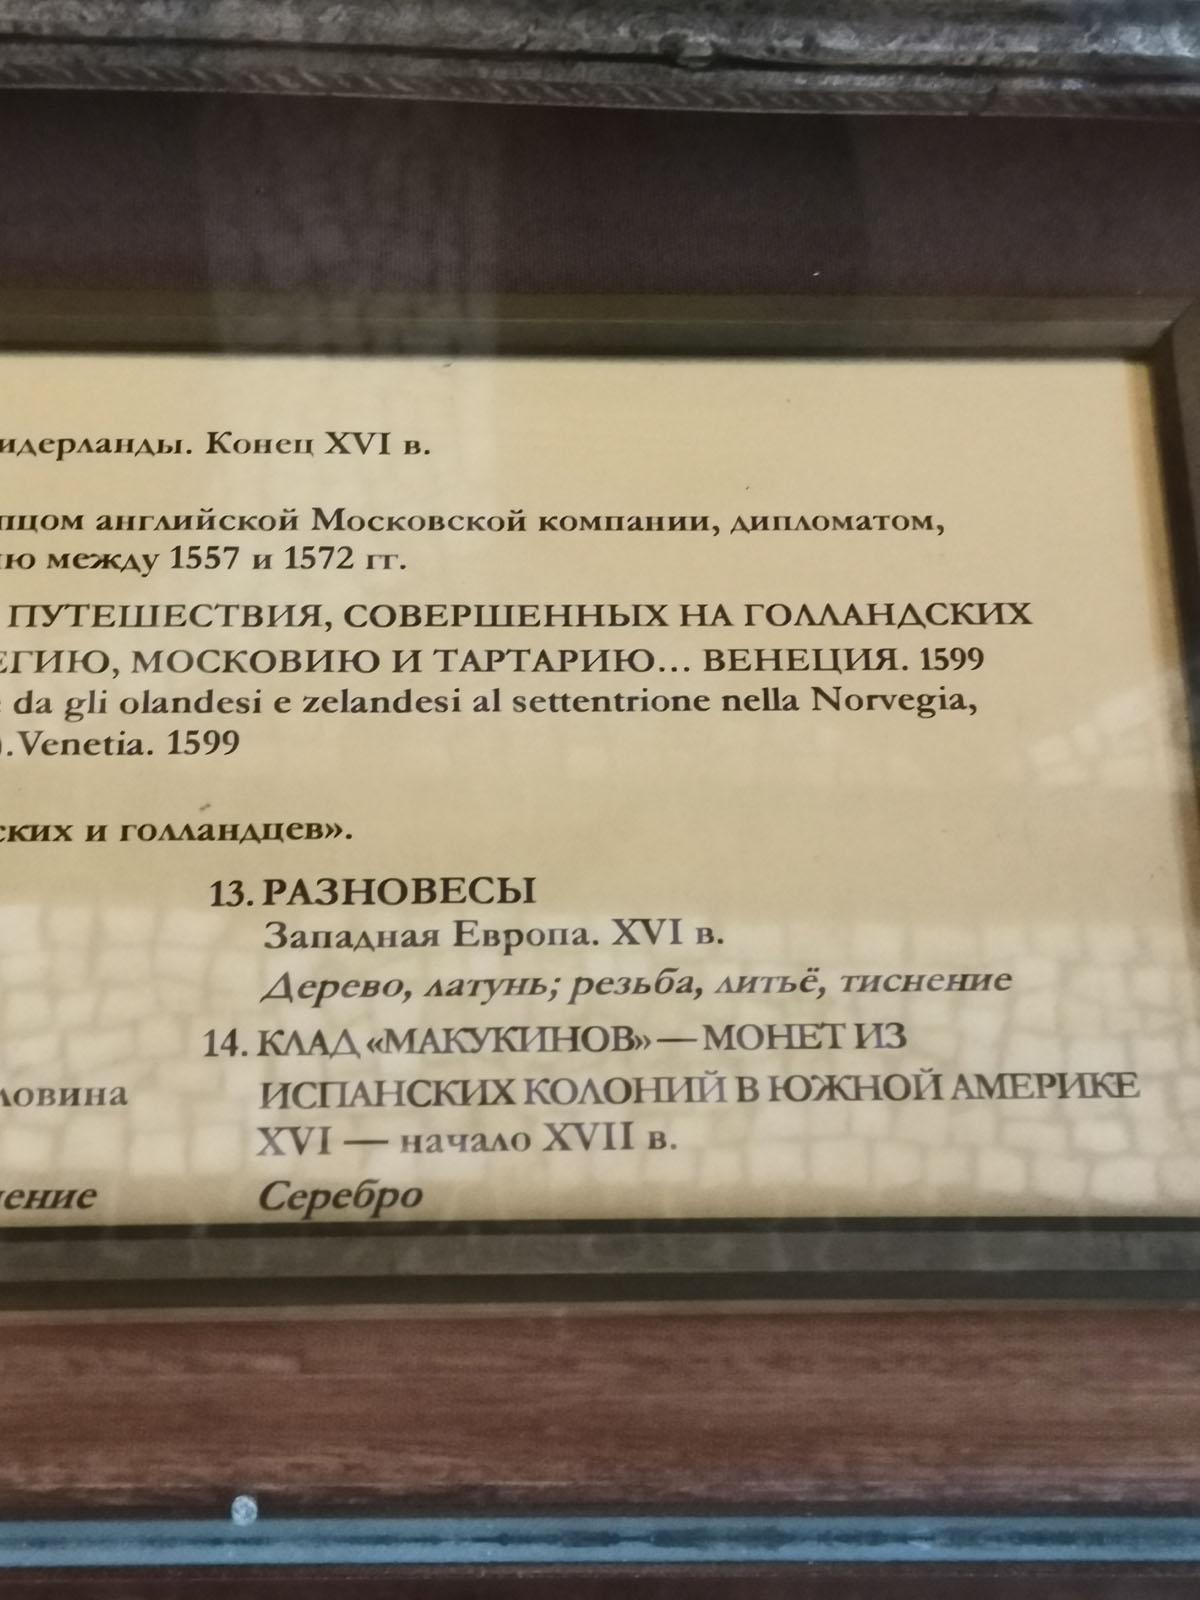 идерланды. Конец XVI в.
пцом английской Московской компании, дипломатом,
ию между 1557 и 1572 гг.
ПУТЕШЕСТВИЯ, СОВЕРШЕННЫХ НА ГОЛЛАНДСКИХ
ЕГИЮ, МОСКОВИЮ И ТАРТАРИЮ... ВЕНЕЦИЯ. 1599
da gli olandesi e zelandesi al settentrione nella Norvegia,
). Venetia. 1599
ских и голландцев».
13. РАЗНОВЕСЫ
Западная Европа. XVI в.
Дерево, латунь; резьба, литьё, тиснение
14. КЛАД «МАКУКИНОВ» — МОНЕТ ИЗ
ИСПАНСКИХ КОЛОНИЙ В ЮЖНОЙ АМЕРИКЕ
ловина
XVI — начало XVII в.
ение
Серебро